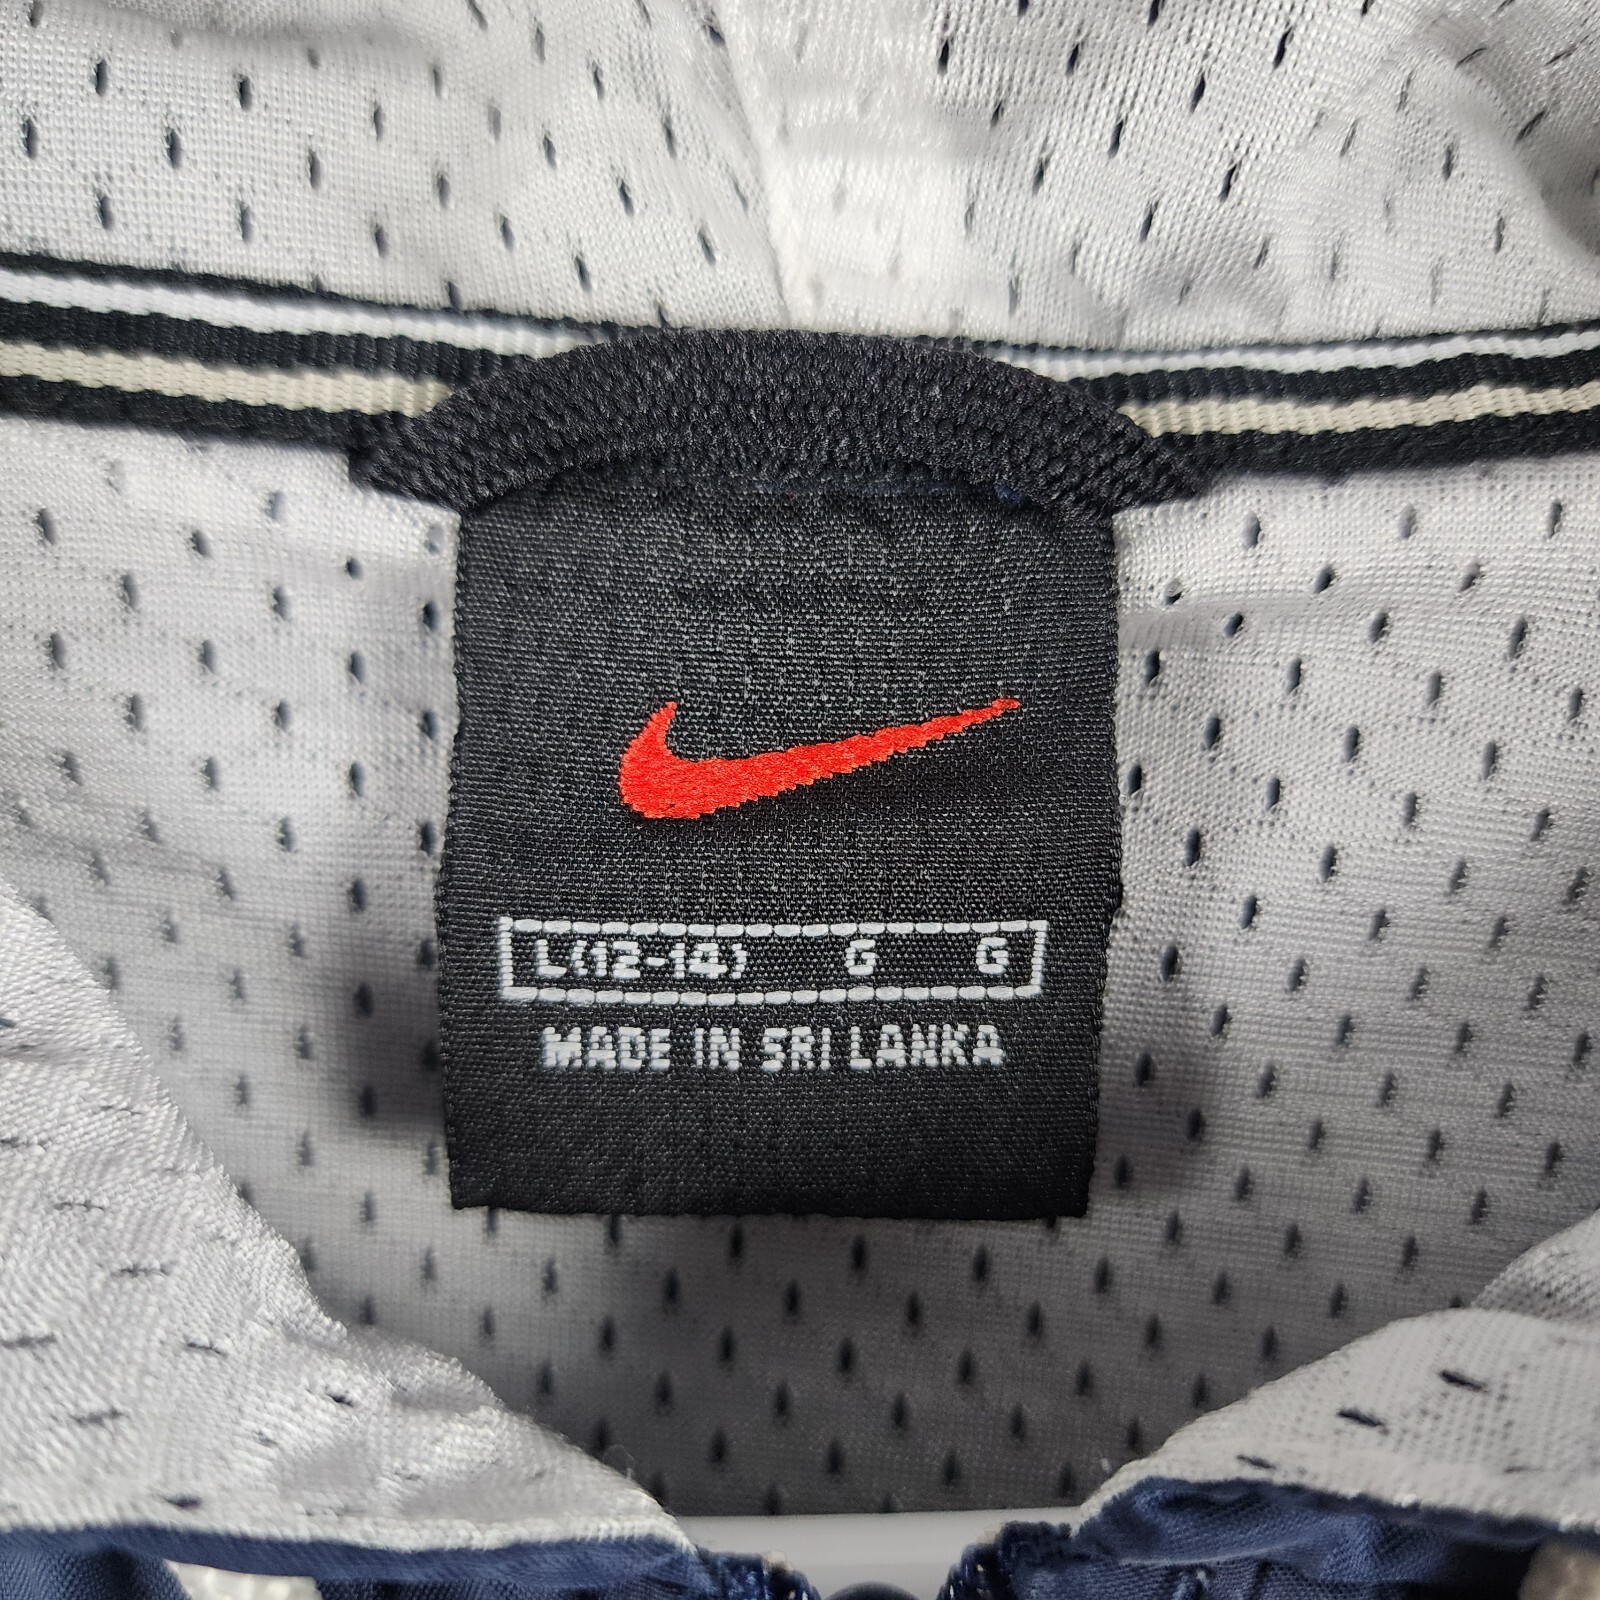 L(12-14) G G
MADE IN SRI LANKA